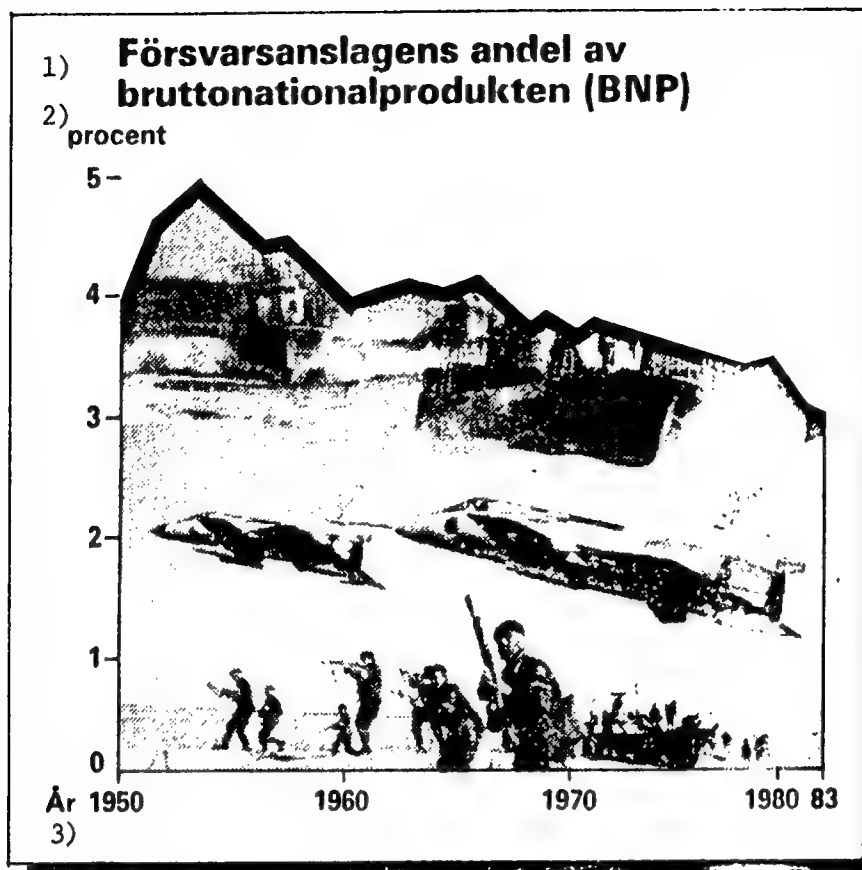 1) Försvarsanslagens andel av
bruttonationalprodukten (BNP)
2) procent
5
4
3
2
1
0
År 1950 1960 1970 1980 83
3)